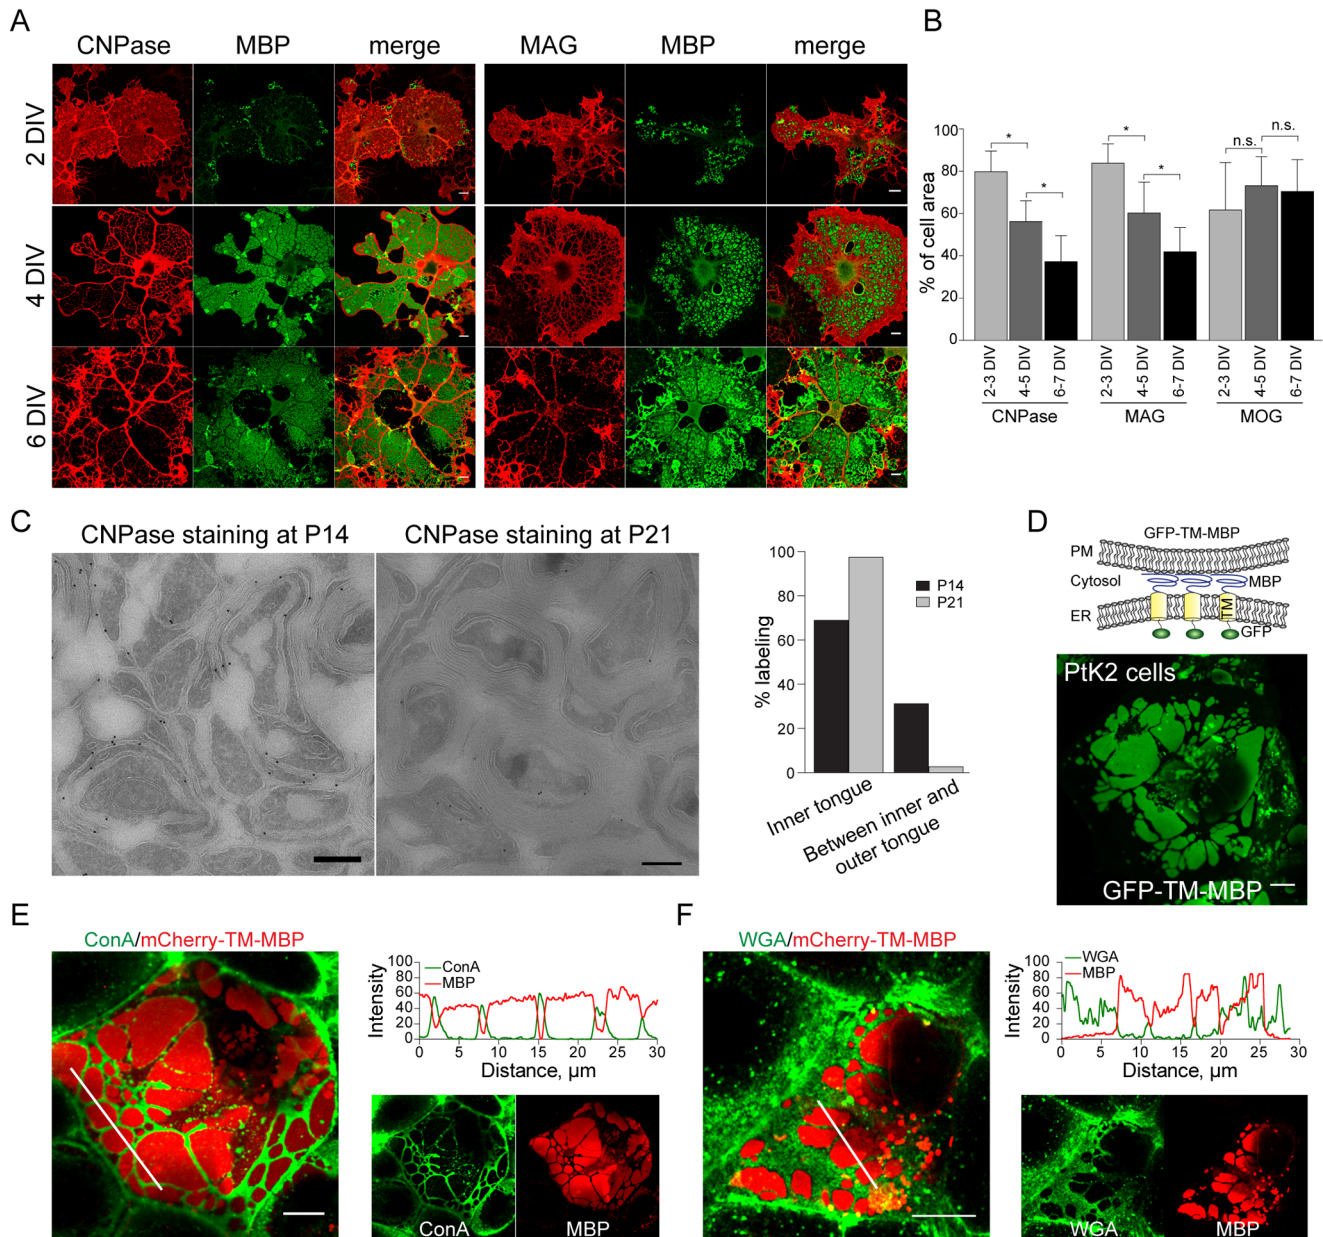 A
CNPase MBP merge MAG MBP merge
2 DIV
4 DIV
6 DIV
B
% of cell area
100
80
60
40
80
0
* * * * n.s. n.s.
2-3 DIV 4-5 DIV 6-7 DIV 2-3 DIV 4-5 DIV 6-7 DIV 2-3 DIV 4-5 DIV 6-7 DIV
CNPase MAG MOG
C
CNPase staining at P14 CNPase staining at P21
% labeling
100
80
60
40
20
0
P14
P21
Inner tongue
Between inner and
outer tongue
D
GFP-TM-MBP
PM
Cytosol MBP
ER TM
GFP
PtK2 cells
GFP-TM-MBP
E
ConA/mCherry-TM-MBP
Intensity
100
80
60
40
20
0
ConA
MBP
0 5 10 15 20 25 30
Distance, µm
ConA MBP
F
WGA/mCherry-TM-MBP
Intensity
100
80
60
40
20
0
WGA
MBP
0 5 10 15 20 25 30
Distance, µm
WGA MBP